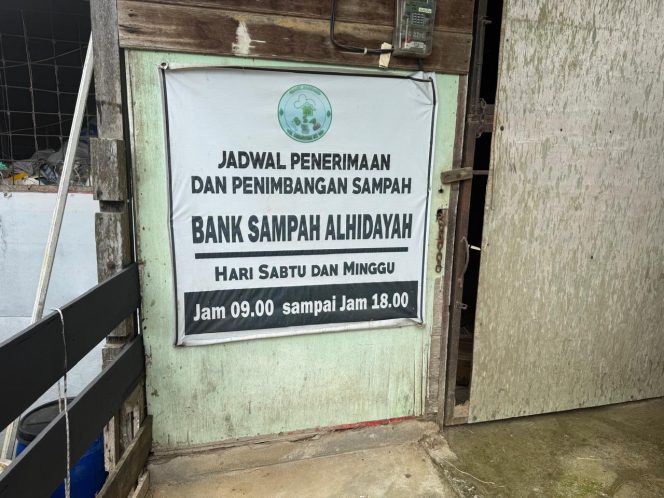 JADWAL PENERIMAAN
DAN PENIMBANGAN SAMPAH
BANK SAMPAH ALHIDAYAH
HARI SABTU DAN MINGGU
Jam 09.00 sampai Jam 18.00